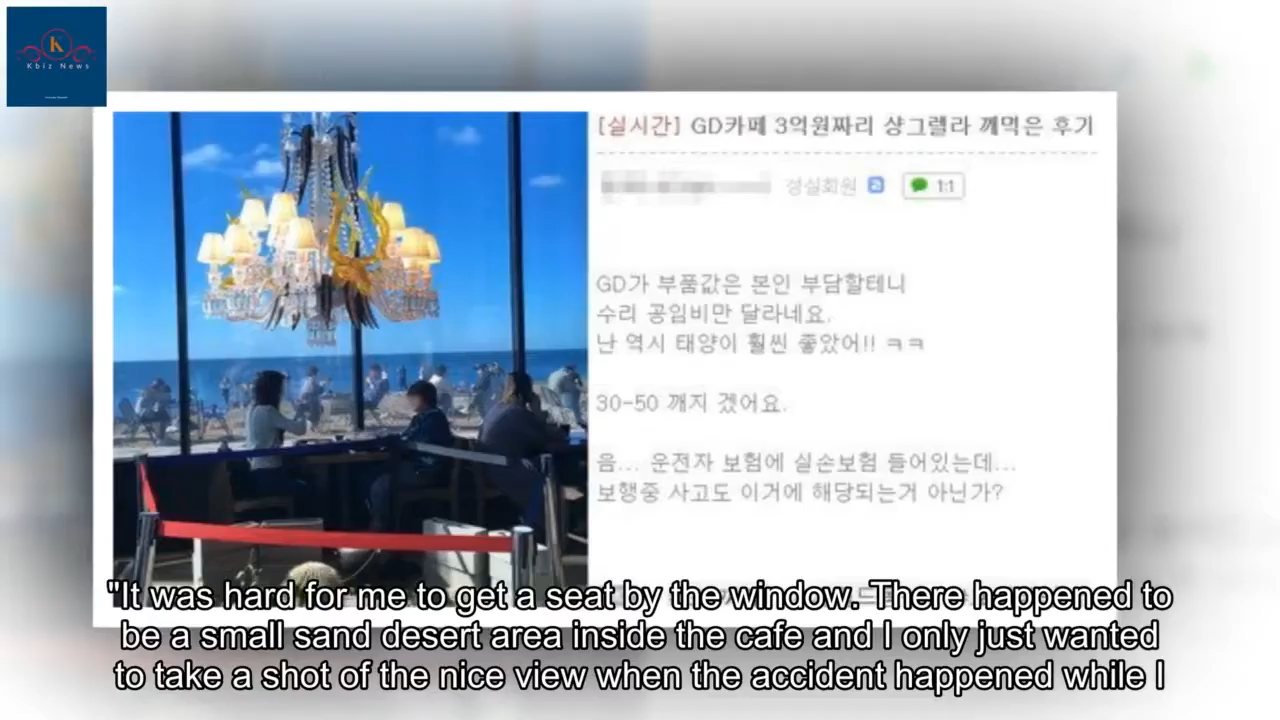 K
Kbiz News
[실시간] GD카페 3억원짜리 샹그렐라 깨먹은 후기
성실회원 1:1
GD가 부품값은 본인 부담할테니
수리 공임비만 달라네요.
난 역시 태양이 훨씬 좋았어!! ㅋㅋ
30-50 깨지 겠어요.
음... 운전자 보험에 실손보험 들어있는데...
보행중 사고도 이거에 해당되는거 아닌가?
"It was hard for me to get a seat by the window. There happened to
be a small sand desert area inside the cafe and I only just wanted
to take a shot of the nice view when the accident happened while I